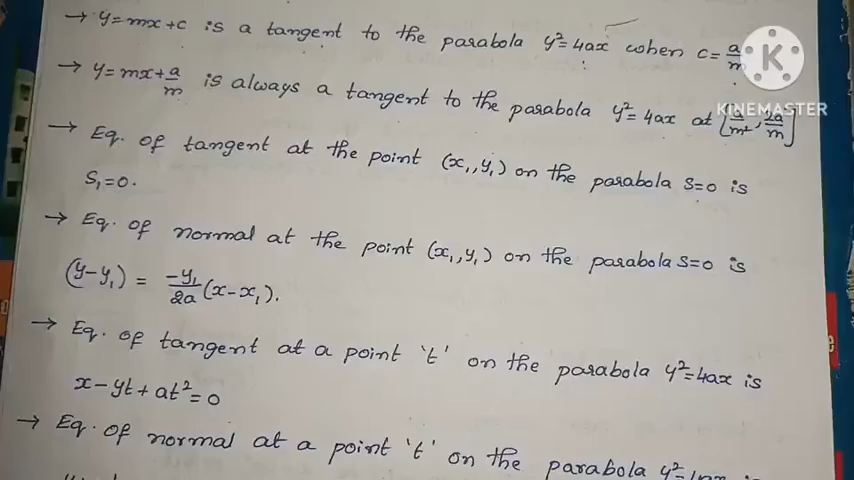 → y=mx+c is a tangent to the parabola y²=4ax when c=a/m
→ y=mx+a/m is always a tangent to the parabola y²=4ax at [a/m², 2a/m]
→ Eq. of tangent at the point (x₁,y₁) on the parabola S=0 is
S₁=0.
→ Eq. of normal at the point (x₁,y₁) on the parabola S=0 is
(y-y₁) = -y₁/2a (x-x₁).
→ Eq. of tangent at a point 't' on the parabola y²=4ax is
x-yt+at²=0
→ Eq. of normal at a point 't' on the parabola y²=4ax is
K
KINEMASTER